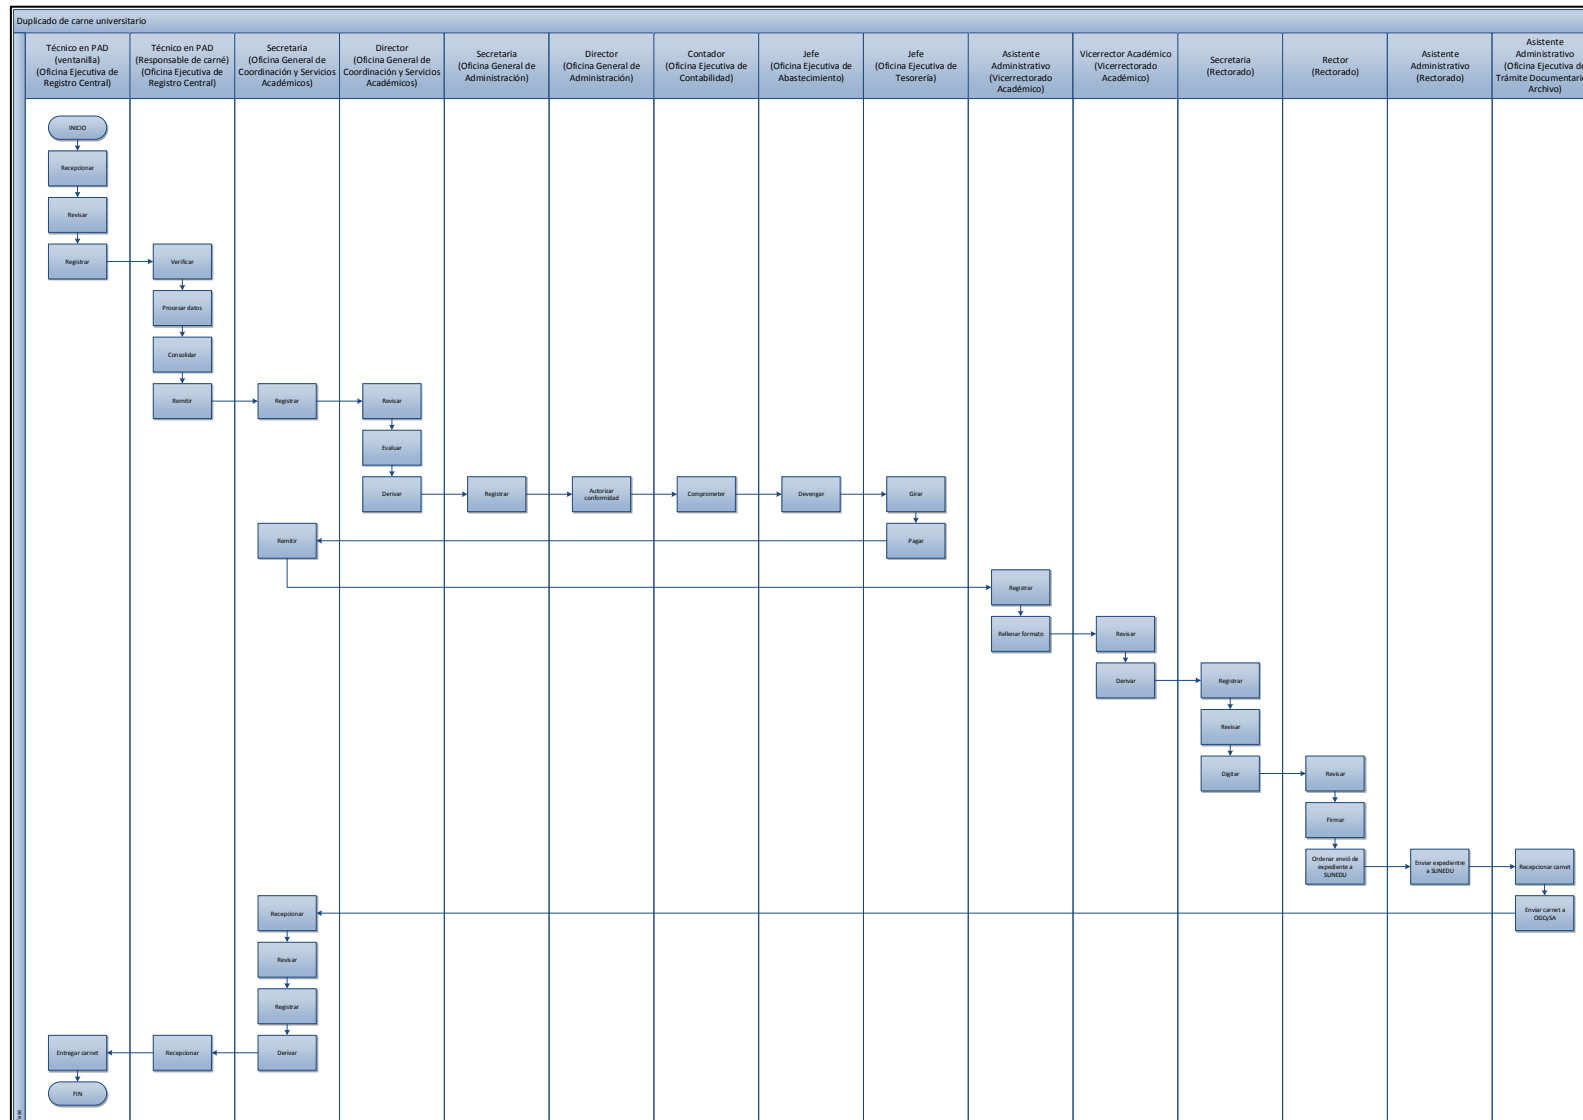 Duplicado de carne universitario
Técnico en PAD
(ventanilla)
(Oficina Ejecutiva de
Registro Central)
Técnico en PAD
(Responsable de carné)
(Oficina Ejecutiva de
Registro Central)
Secretaria
(Oficina General de
Coordinación y Servicios
Académicos)
Director
(Oficina General de
Coordinación y Servicios
Académicos)
Secretaria
(Oficina General de
Administración)
Director
(Oficina General de
Administración)
Contador
(Oficina Ejecutiva de
Contabilidad)
Jefe
(Oficina Ejecutiva de
Abastecimiento)
Jefe
(Oficina Ejecutiva de
Tesorería)
Asistente
Administrativo
(Vicerrectorado
Académico)
Vicerrector Académico
(Vicerrectorado
Académico)
Secretaria
(Rectorado)
Rector
(Rectorado)
Asistente
Administrativo
(Rectorado)
Asistente
Administrativo
(Oficina Ejecutiva de
Trámite Documentario
Archivo)
INICIO
Recepcionar
Revisar
Registrar
Verificar
Procesar datos
Consolidar
Remitir
Registrar
Revisar
Evaluar
Derivar
Registrar
Autorizar
conformidad
Comprometer
Devengar
Girar
Remitir
Pagar
Registrar
Rellenar formato
Revisar
Derivar
Registrar
Revisar
Digitar
Revisar
Firmar
Ordenar envió de
expediente a
SUNEDU
Enviar expedientre
a SUNEDU
Recepcionar carnet
Recepcionar
Enviar carnet a
OGCySA
Revisar
Registrar
Entregar carnet
Recepcionar
Derivar
FIN